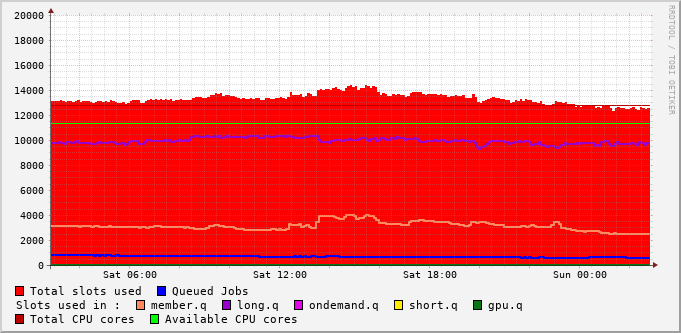 20000
18000
16000
14000
12000
10000
8000
6000
4000
2000
0
Sat 06:00 Sat 12:00 Sat 18:00 Sun 00:00
Total slots used Queued Jobs
Slots used in : member.q long.q ondemand.q short.q gpu.q
Total CPU cores Available CPU cores
RRDTOOL / TOBI OETIKER